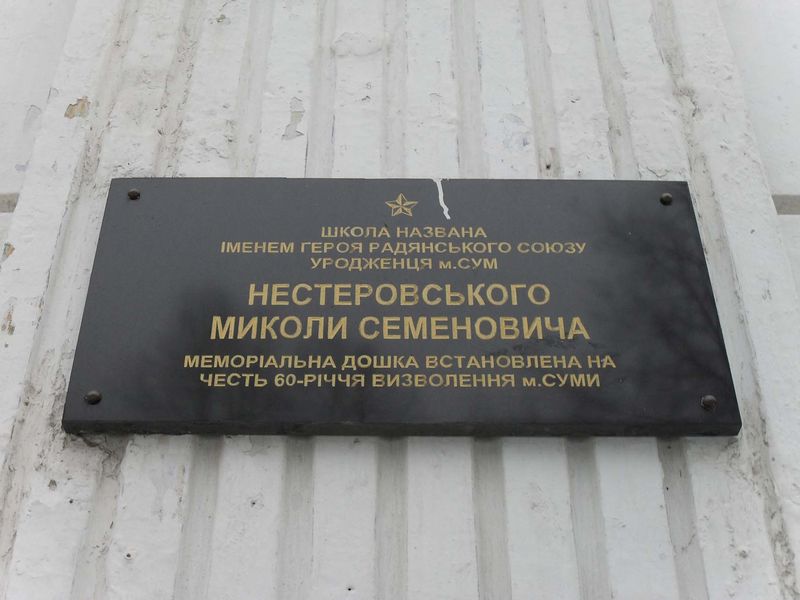 ШКОЛА НАЗВАНА
ІМЕНЕМ ГЕРОЯ РАДЯНСЬКОГО СОЮЗУ
УРОДЖЕНЦЯ м.СУМ
НЕСТЕРОВСЬКОГО
МИКОЛИ СЕМЕНОВИЧА
МЕМОРІАЛЬНА ДОШКА ВСТАНОВЛЕНА НА
ЧЕСТЬ 60-РІЧЧЯ ВИЗВОЛЕННЯ м.СУМИ